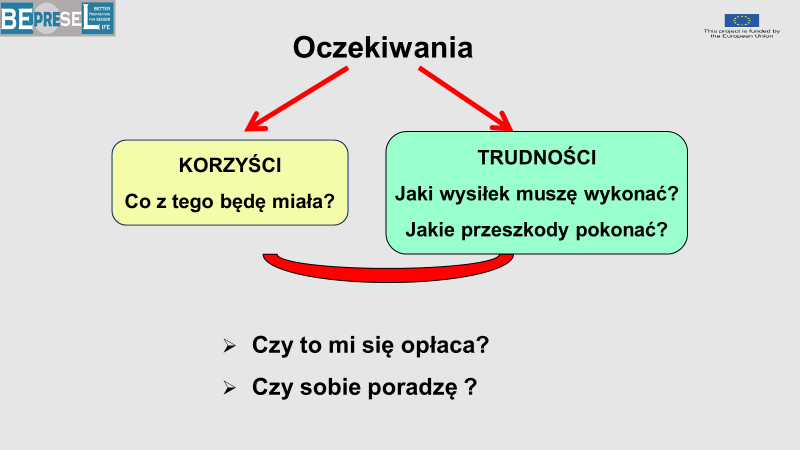 BEPRESEL
BETTER
PREPARATION
FOR SENIOR
LIFE
This project is funded by
the European Union
Oczekiwania
KORZYŚCI
Co z tego będę miała?
TRUDNOŚCI
Jaki wysiłek muszę wykonać?
Jakie przeszkody pokonać?
Czy to mi się opłaca?
Czy sobie poradzę ?